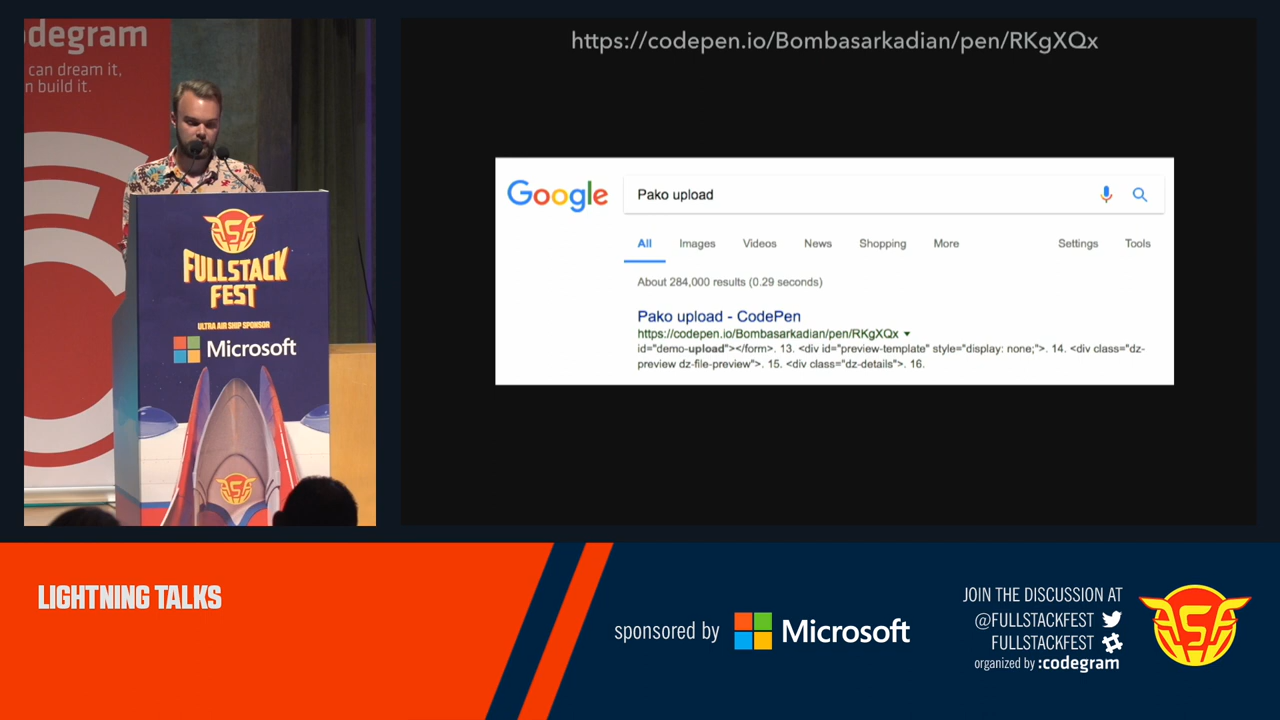 :codegram
can dream it,
n build it.
FULLSTACK
FEST
ULTRA AIR SHIP SPONSOR
Microsoft
https://codepen.io/Bombasarkadian/pen/RKgXQx
Google
Pako upload
All Images Videos News Shopping More Settings Tools
About 284,000 results (0.29 seconds)
Pako upload - CodePen
https://codepen.io/Bombasarkadian/pen/RKgXQx
id="demo-upload"></form>. 13. <div id="preview-template" style="display: none;">. 14. <div class="dz-
preview dz-file-preview">. 15. <div class="dz-details">. 16.
LIGHTNING TALKS
sponsored by Microsoft
JOIN THE DISCUSSION AT
@FULLSTACKFEST
FULLSTACKFEST
organized by :codegram